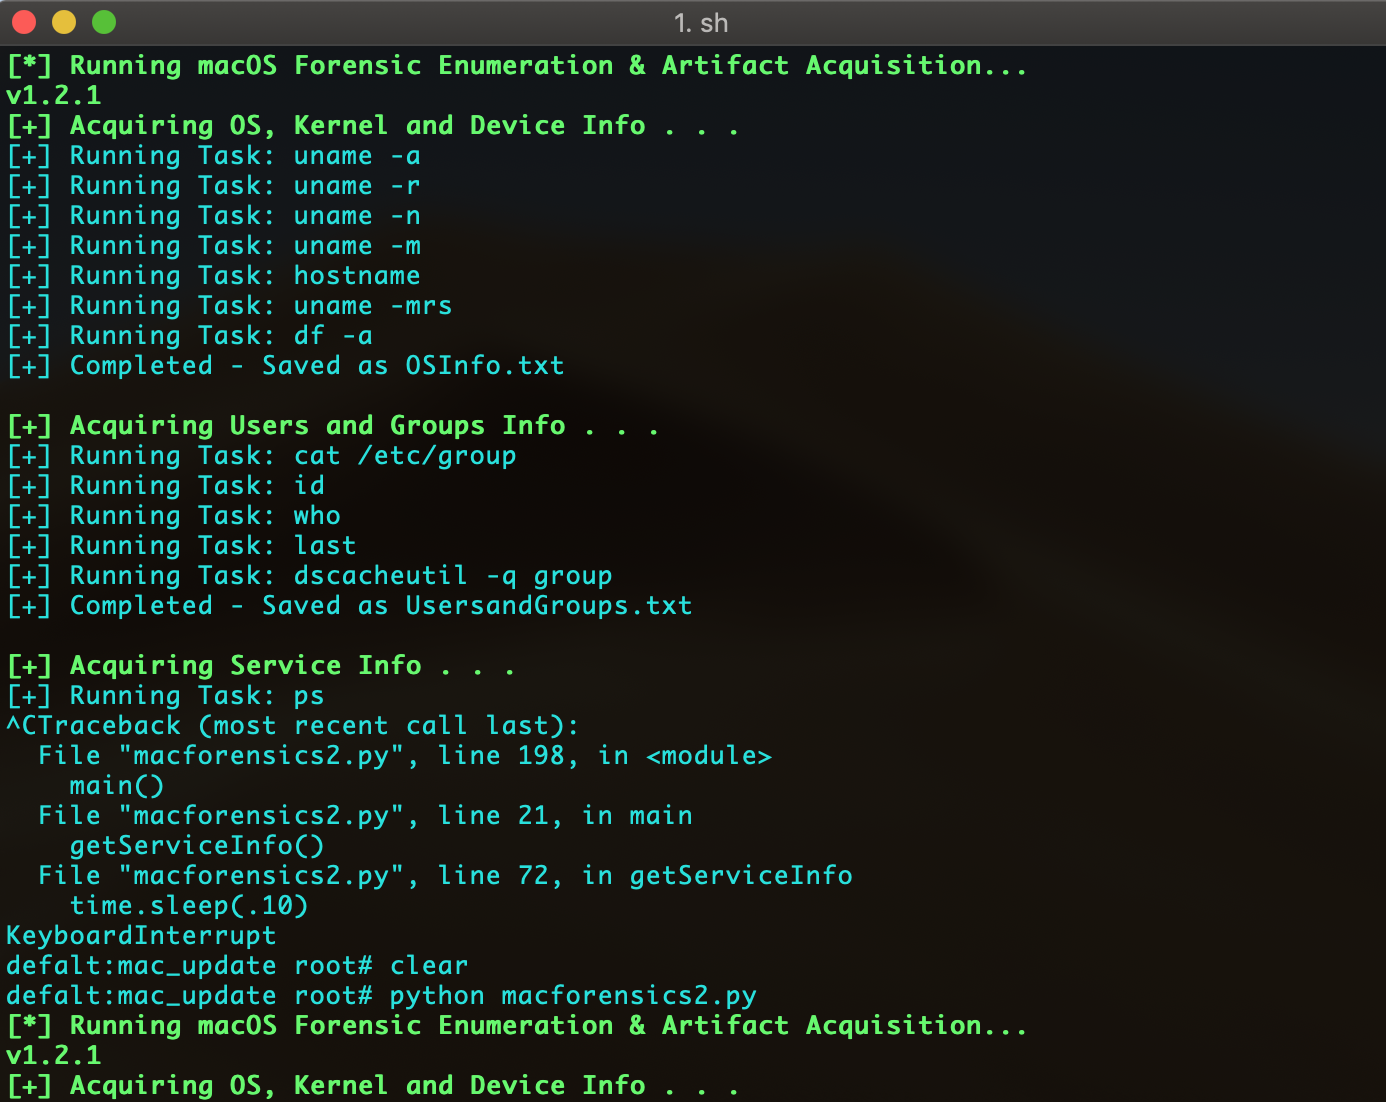 1. sh
[*] Running macOS Forensic Enumeration & Artifact Acquisition...
v1.2.1
[+] Acquiring OS, Kernel and Device Info . . .
[+] Running Task: uname -a
[+] Running Task: uname -r
[+] Running Task: uname -n
[+] Running Task: uname -m
[+] Running Task: hostname
[+] Running Task: uname -mrs
[+] Running Task: df -a
[+] Completed - Saved as OSInfo.txt

[+] Acquiring Users and Groups Info . . .
[+] Running Task: cat /etc/group
[+] Running Task: id
[+] Running Task: who
[+] Running Task: last
[+] Running Task: dscacheutil -q group
[+] Completed - Saved as UsersandGroups.txt

[+] Acquiring Service Info . . .
[+] Running Task: ps
^CTraceback (most recent call last):
  File "macforensics2.py", line 198, in <module>
    main()
  File "macforensics2.py", line 21, in main
    getServiceInfo()
  File "macforensics2.py", line 72, in getServiceInfo
    time.sleep(.10)
KeyboardInterrupt
defalt:mac_update root# clear
defalt:mac_update root# python macforensics2.py
[*] Running macOS Forensic Enumeration & Artifact Acquisition...
v1.2.1
[+] Acquiring OS, Kernel and Device Info . . .